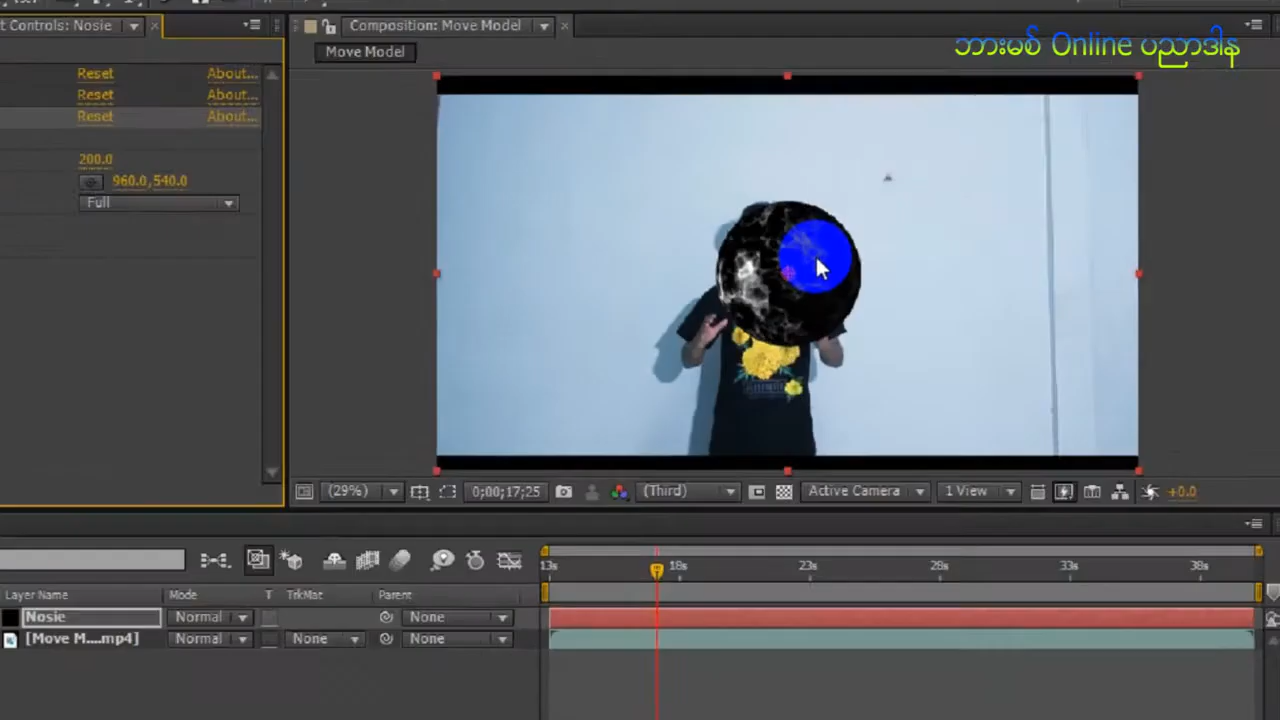 t Controls: Nosie
Composition: Move Model
ဘားမစ် Online ပညာဒါန
Move Model
Reset About...
Reset About...
Reset About...
200.0
960.0,540.0
Full
(29%) 0;00;17;25 (Third) Active Camera 1 View +0.0
13s 18s 23s 28s 33s 38s
Layer Name Mode T TrkMat Parent
Nosie Normal None
[Move M....mp4] Normal None None